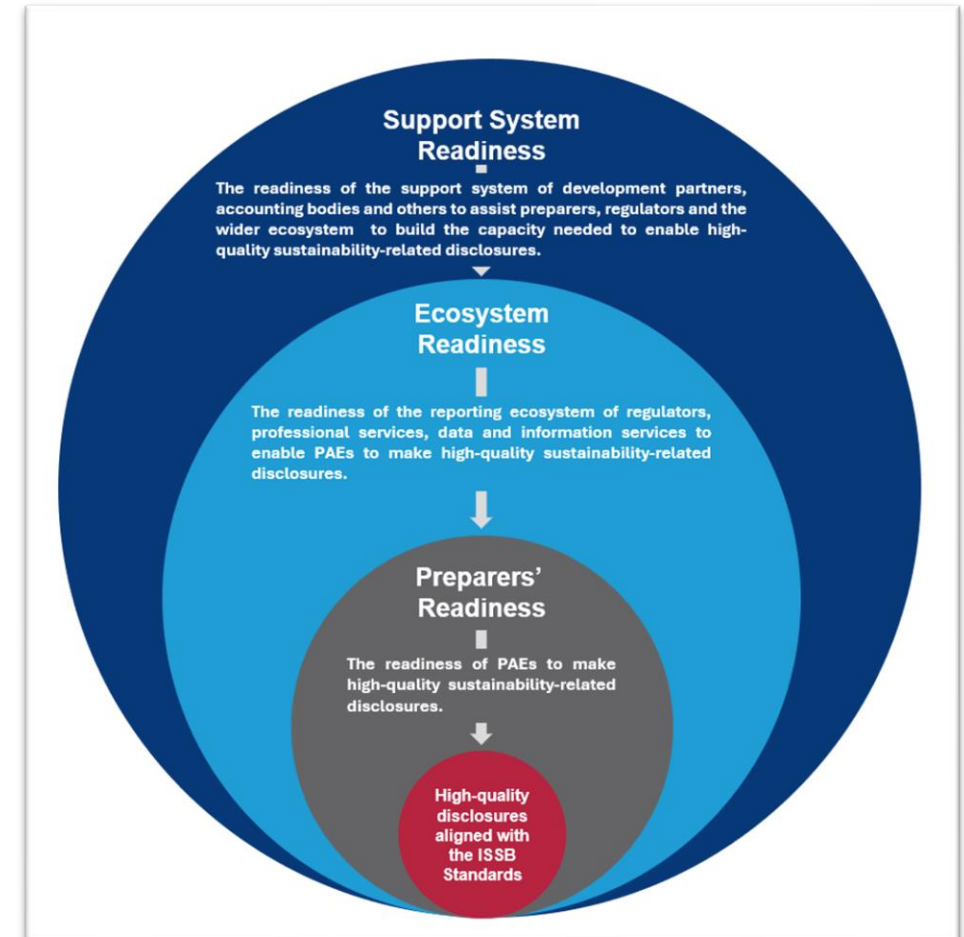 Support System
Readiness
The readiness of the support system of development partners,
accounting bodies and others to assist preparers, regulators and the
wider ecosystem to build the capacity needed to enable high-
quality sustainability-related disclosures.
Ecosystem
Readiness
The readiness of the reporting ecosystem of regulators,
professional services, data and information services to
enable PAEs to make high-quality sustainability-related
disclosures.
Preparers’
Readiness
The readiness of PAEs to make
high-quality sustainability-related
disclosures.
High-quality
disclosures
aligned with
the ISSB
Standards